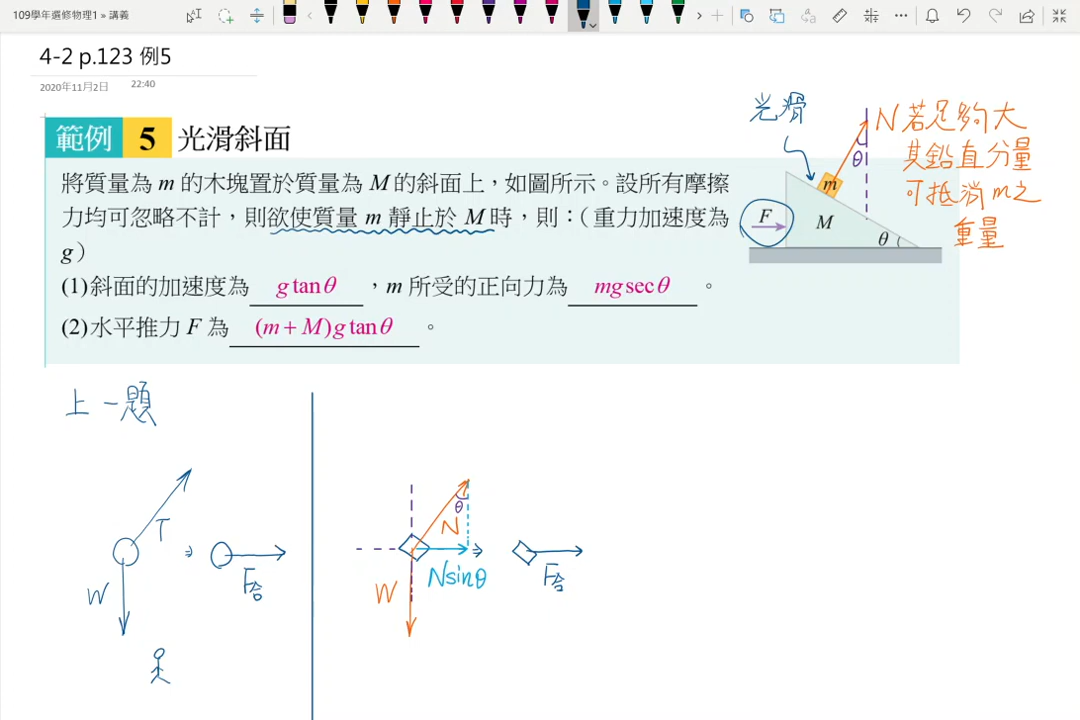 109學年選修物理1 » 講義
4-2 p.123 例5
2020年11月2日 22:40
範例 5 光滑斜面
將質量為 m 的木塊置於質量為 M 的斜面上，如圖所示。設所有摩擦
力均可忽略不計，則欲使質量 m 靜止於 M 時，則：（重力加速度為
g）
(1)斜面的加速度為 g tanθ ，m 所受的正向力為 mg secθ 。
(2)水平推力 F 為 (m + M)g tanθ 。
光滑
N若足夠大
其鉛直分量
可抵消m之
重量
θ
m
F
M
θ
上一題
T
W
F合
θ
N
Nsinθ
W
F合